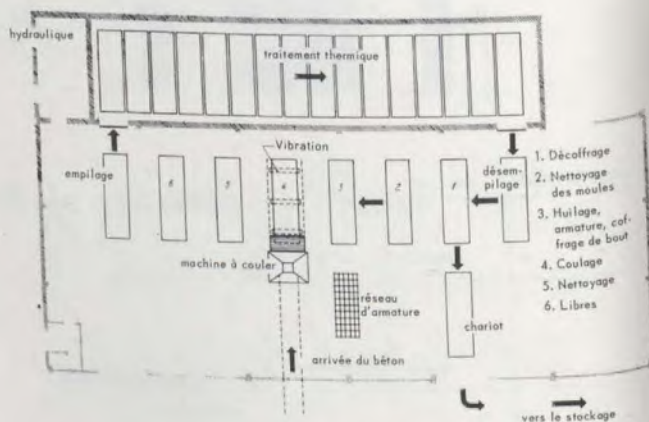 hydraulique
traitement thermique
Vibration
empilage
6
5
4
3
2
1
désem-
pilage
machine à couler
réseau
d'armature
chariot
arrivée du béton
vers le stockage
1. Décoffrage
2. Nettoyage
des moules
3. Huilage,
armature, cof-
frage de bout
4. Coulage
5. Nettoyage
6. Libres